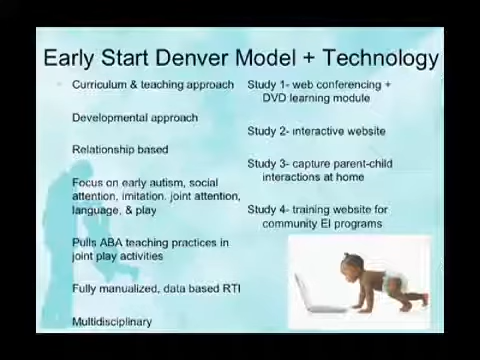 Early Start Denver Model + Technology
Curriculum & teaching approach
Developmental approach
Relationship based
Focus on early autism, social
attention, imitation. joint attention,
language, & play
Pulls ABA teaching practices in
joint play activities
Fully manualized, data based RTI
Multidisciplinary
Study 1- web conferencing +
DVD learning module
Study 2- interactive website
Study 3- capture parent-child
interactions at home
Study 4- training website for
community EI programs